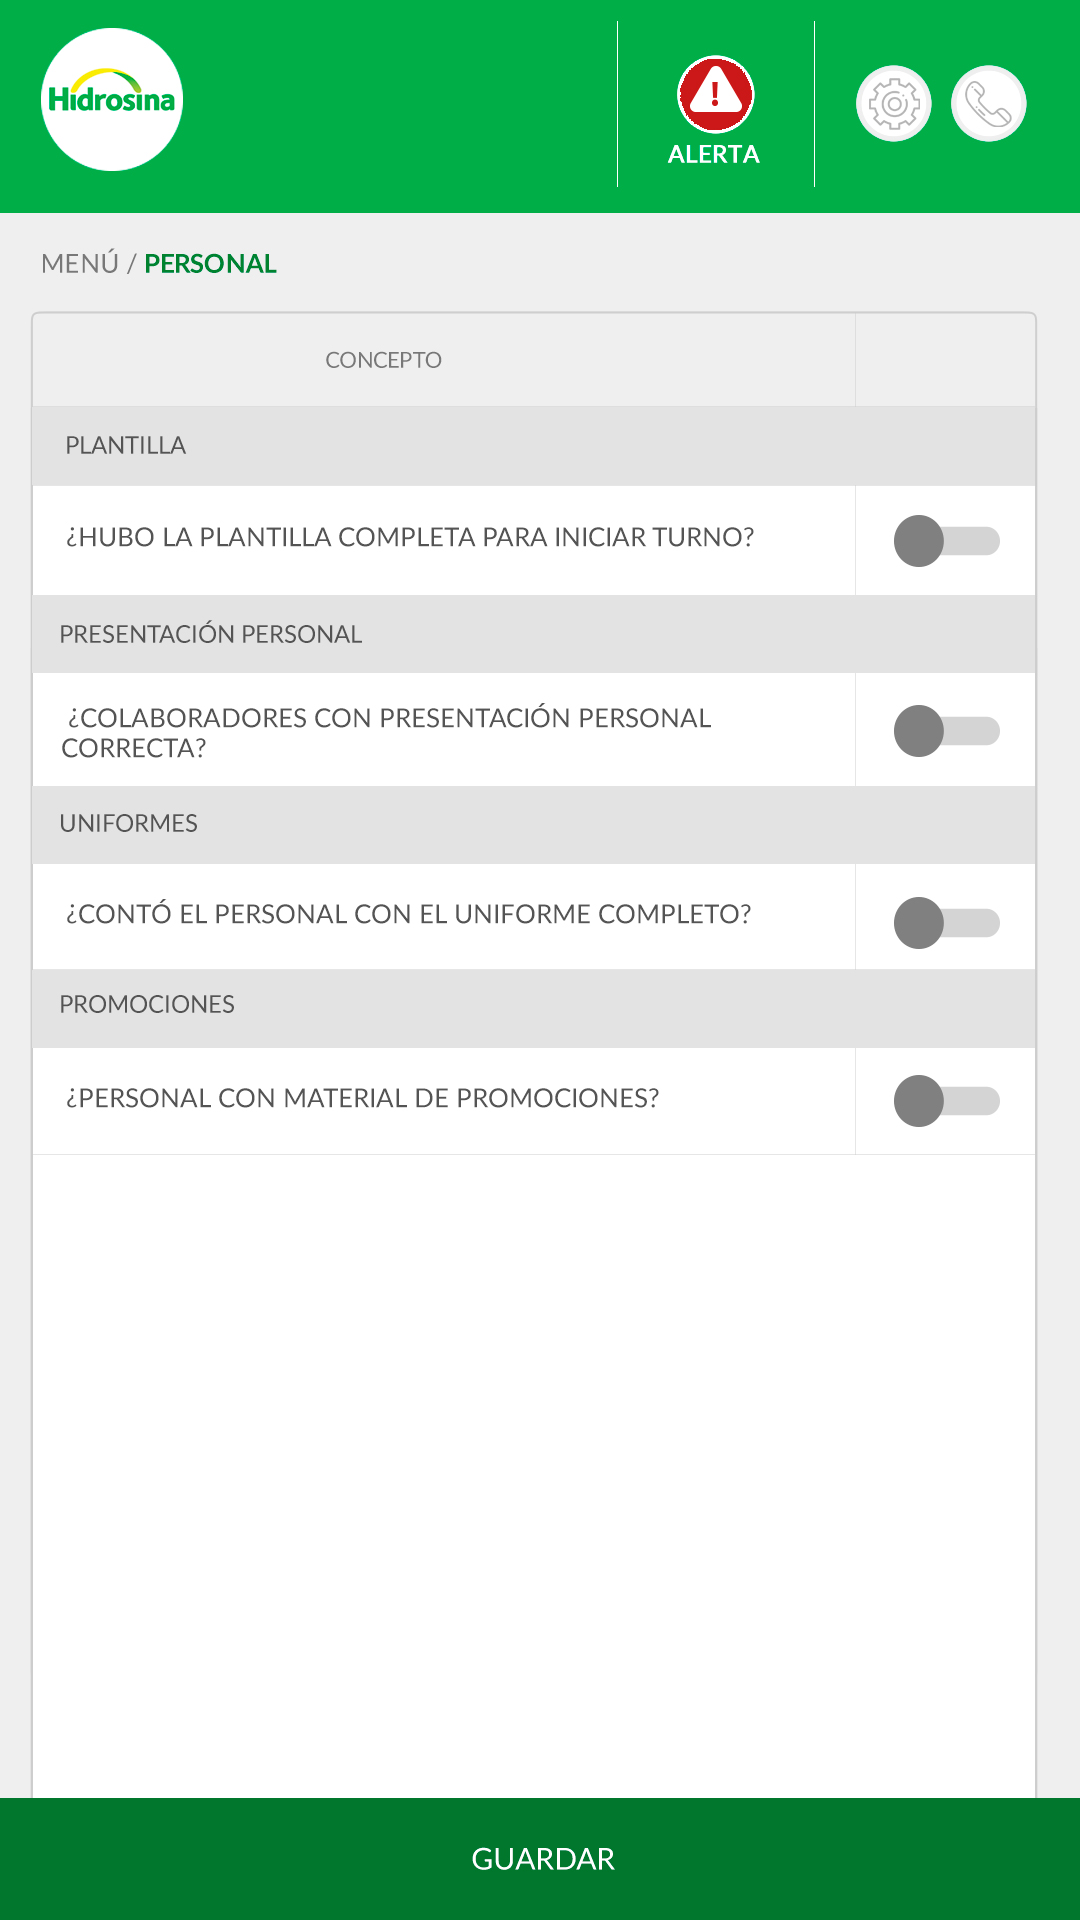 Hidrosina
ALERTA
MENÚ / PERSONAL
CONCEPTO
PLANTILLA
¿HUBO LA PLANTILLA COMPLETA PARA INICIAR TURNO?
PRESENTACIÓN PERSONAL
¿COLABORADORES CON PRESENTACIÓN PERSONAL
CORRECTA?
UNIFORMES
¿CONTÓ EL PERSONAL CON EL UNIFORME COMPLETO?
PROMOCIONES
¿PERSONAL CON MATERIAL DE PROMOCIONES?
GUARDAR